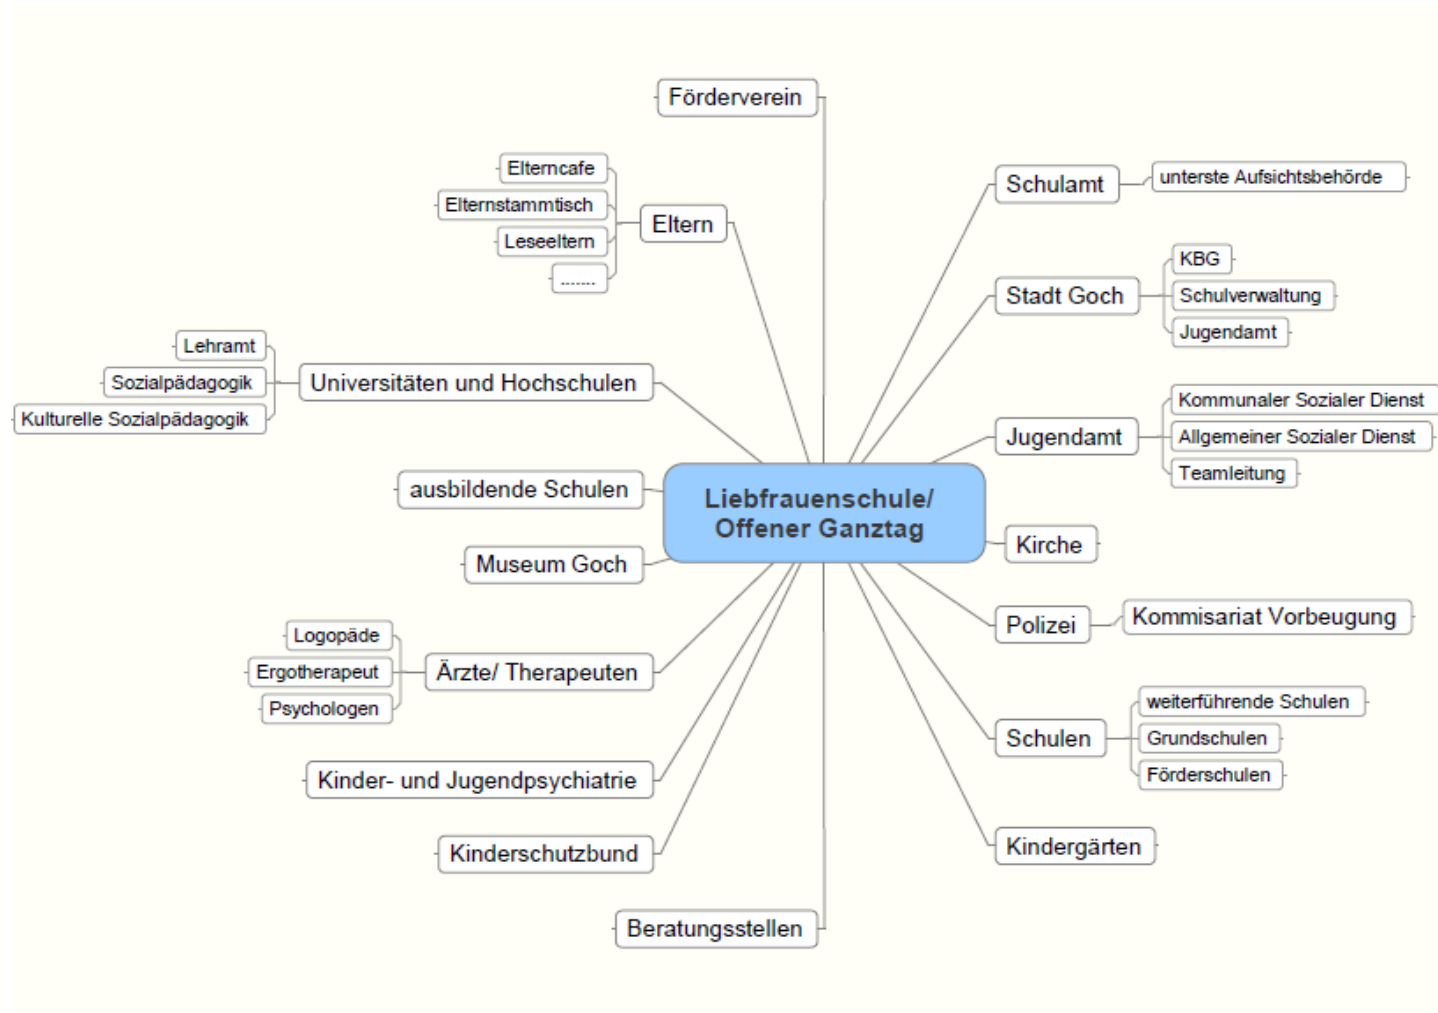 Förderverein
Elterncafe
Elternstammtisch
Leseeltern
.......
Eltern
Lehramt
Sozialpädagogik
Kulturelle Sozialpädagogik
Universitäten und Hochschulen
ausbildende Schulen
Museum Goch
Logopäde
Ergotherapeut
Psychologen
Ärzte/ Therapeuten
Kinder- und Jugendpsychiatrie
Kinderschutzbund
Beratungsstellen
Liebfrauenschule/
Offener Ganztag
Schulamt
unterste Aufsichtsbehörde
Stadt Goch
KBG
Schulverwaltung
Jugendamt
Jugendamt
Kommunaler Sozialer Dienst
Allgemeiner Sozialer Dienst
Teamleitung
Kirche
Polizei
Kommisariat Vorbeugung
Schulen
weiterführende Schulen
Grundschulen
Förderschulen
Kindergärten